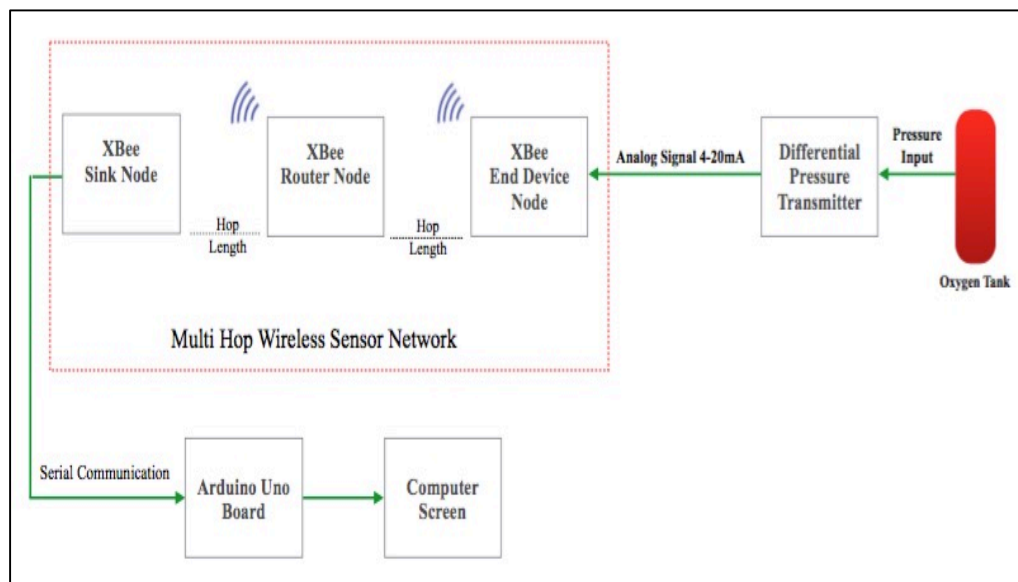 XBee
Sink Node
XBee
Router Node
XBee
End Device
Node
Analog Signal 4-20mA
Differential
Pressure
Transmitter
Pressure
Input
Oxygen Tank
Hop
Length
Hop
Length
Multi Hop Wireless Sensor Network
Serial Communication
Arduino Uno
Board
Computer
Screen